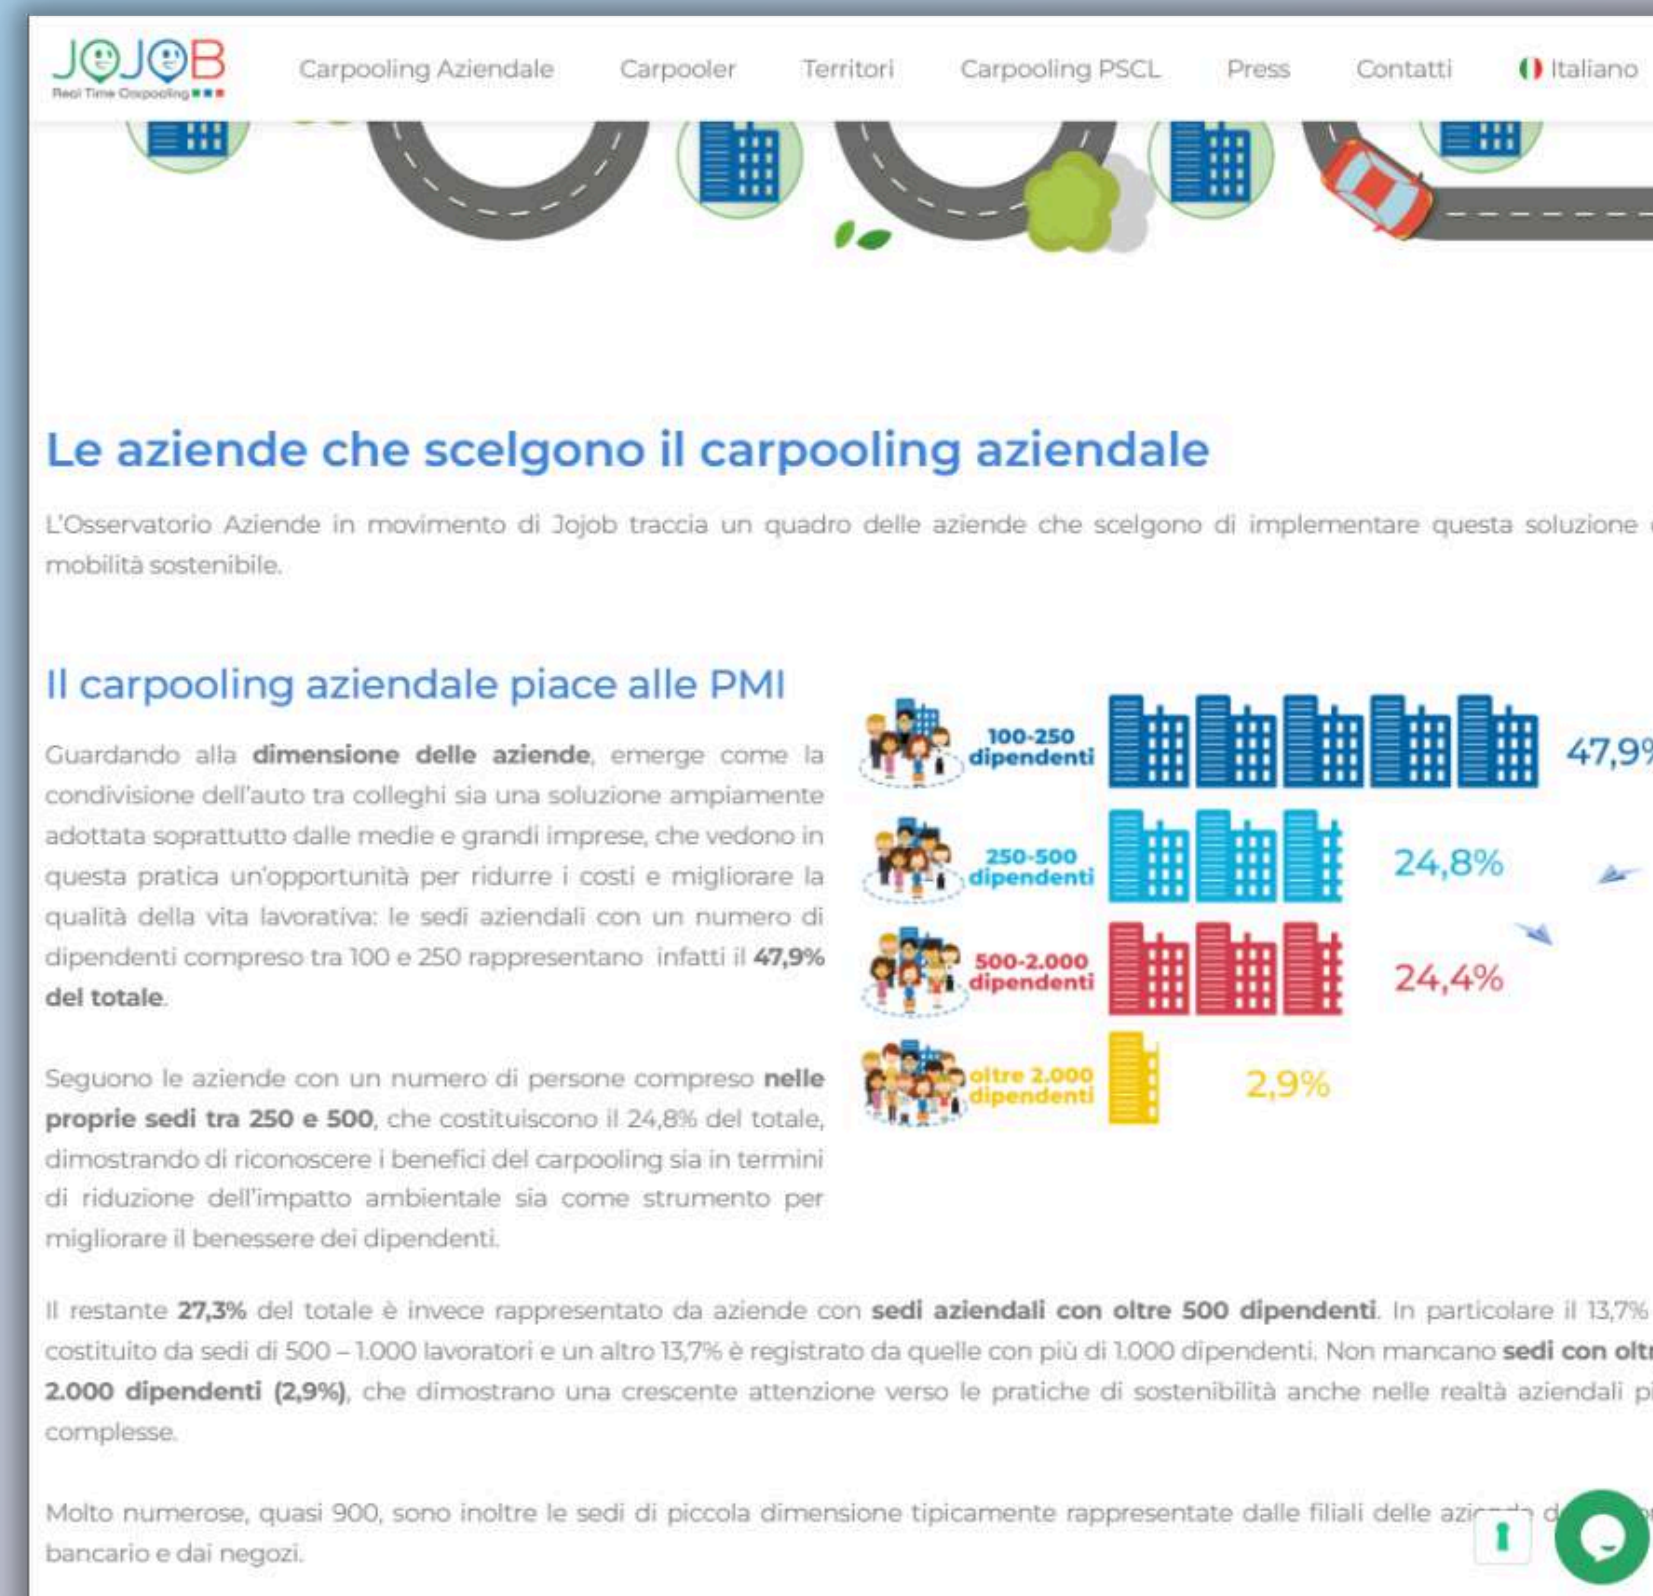 JOJOB
Real Time Carpooling
Carpooling Aziendale Carpooler Territori Carpooling PSCL Press Contatti Italiano
Le aziende che scelgono il carpooling aziendale
L'Osservatorio Aziende in movimento di Jojob traccia un quadro delle aziende che scelgono di implementare questa soluzione
mobilità sostenibile.
Il carpooling aziendale piace alle PMI
Guardando alla dimensione delle aziende, emerge come la
condivisione dell'auto tra colleghi sia una soluzione ampiamente
adottata soprattutto dalle medie e grandi imprese, che vedono in
questa pratica un'opportunità per ridurre i costi e migliorare la
qualità della vita lavorativa: le sedi aziendali con un numero di
dipendenti compreso tra 100 e 250 rappresentano infatti il 47,9%
del totale.
Seguono le aziende con un numero di persone compreso nelle
proprie sedi tra 250 e 500, che costituiscono il 24,8% del totale,
dimostrando di riconoscere i benefici del carpooling sia in termini
di riduzione dell'impatto ambientale sia come strumento per
migliorare il benessere dei dipendenti.
100-250
dipendenti
47,9%
250-500
dipendenti
24,8%
500-2.000
dipendenti
24,4%
oltre 2.000
dipendenti
2,9%
Il restante 27,3% del totale è invece rappresentato da aziende con sedi aziendali con oltre 500 dipendenti. In particolare il 13,7%
costituito da sedi di 500 – 1.000 lavoratori e un altro 13,7% è registrato da quelle con più di 1.000 dipendenti. Non mancano sedi con
2.000 dipendenti (2,9%), che dimostrano una crescente attenzione verso le pratiche di sostenibilità anche nelle realtà aziendali
complesse.
Molto numerose, quasi 900, sono inoltre le sedi di piccola dimensione tipicamente rappresentate dalle filiali delle
bancario e dai negozi.